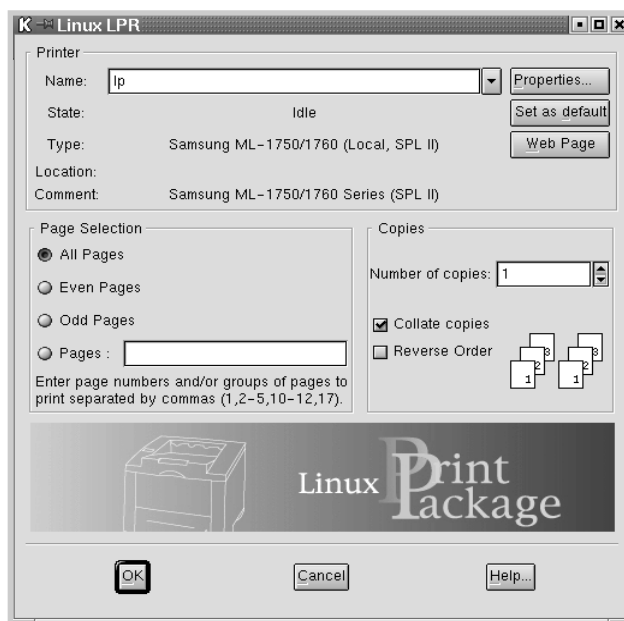 K Linux LPR
Printer
Name: lp Properties...
State: Idle Set as default
Type: Samsung ML-1750/1760 (Local, SPL II) Web Page
Location:
Comment: Samsung ML-1750/1760 Series (SPL II)
Page Selection
All Pages
Even Pages
Odd Pages
Pages :
Enter page numbers and/or groups of pages to
print separated by commas (1,2-5,10-12,17).
Copies
Number of copies: 1
Collate copies
Reverse Order
3 3
2 2
1 1
Linux Print
Package
OK Cancel Help...